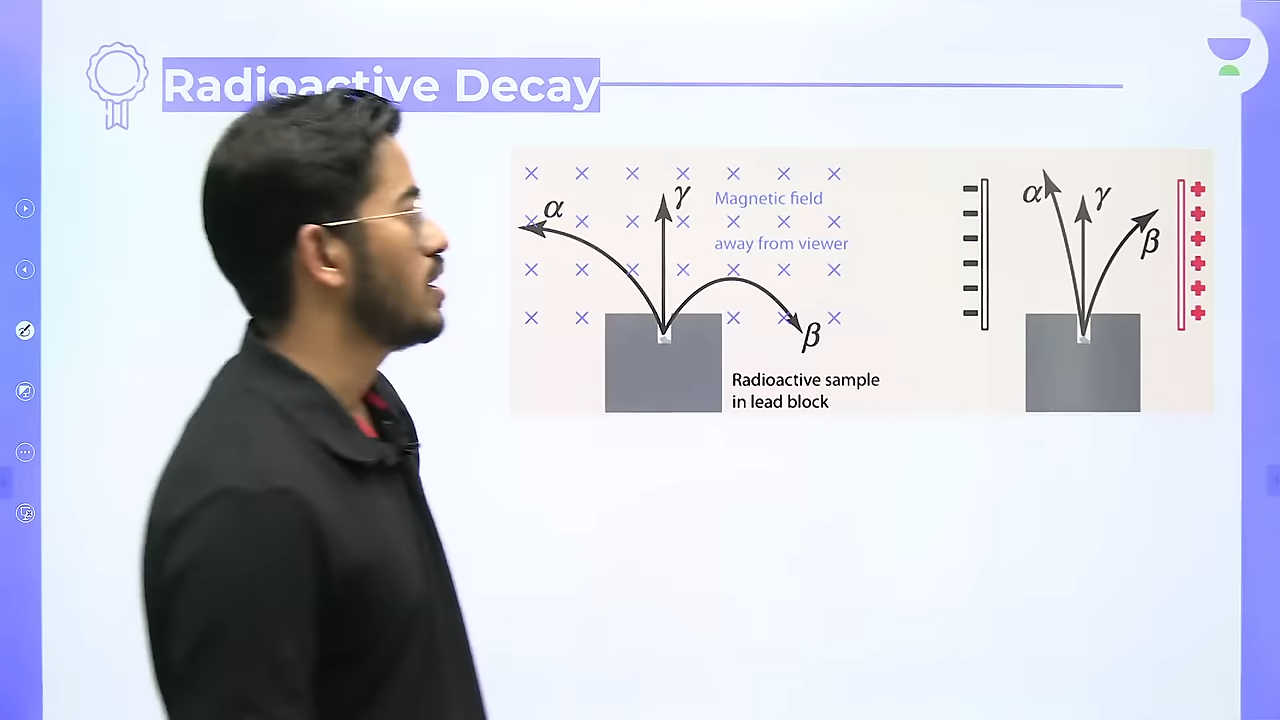 Radioactive Decay
α
γ
Magnetic field
away from viewer
β
Radioactive sample
in lead block
α
γ
β